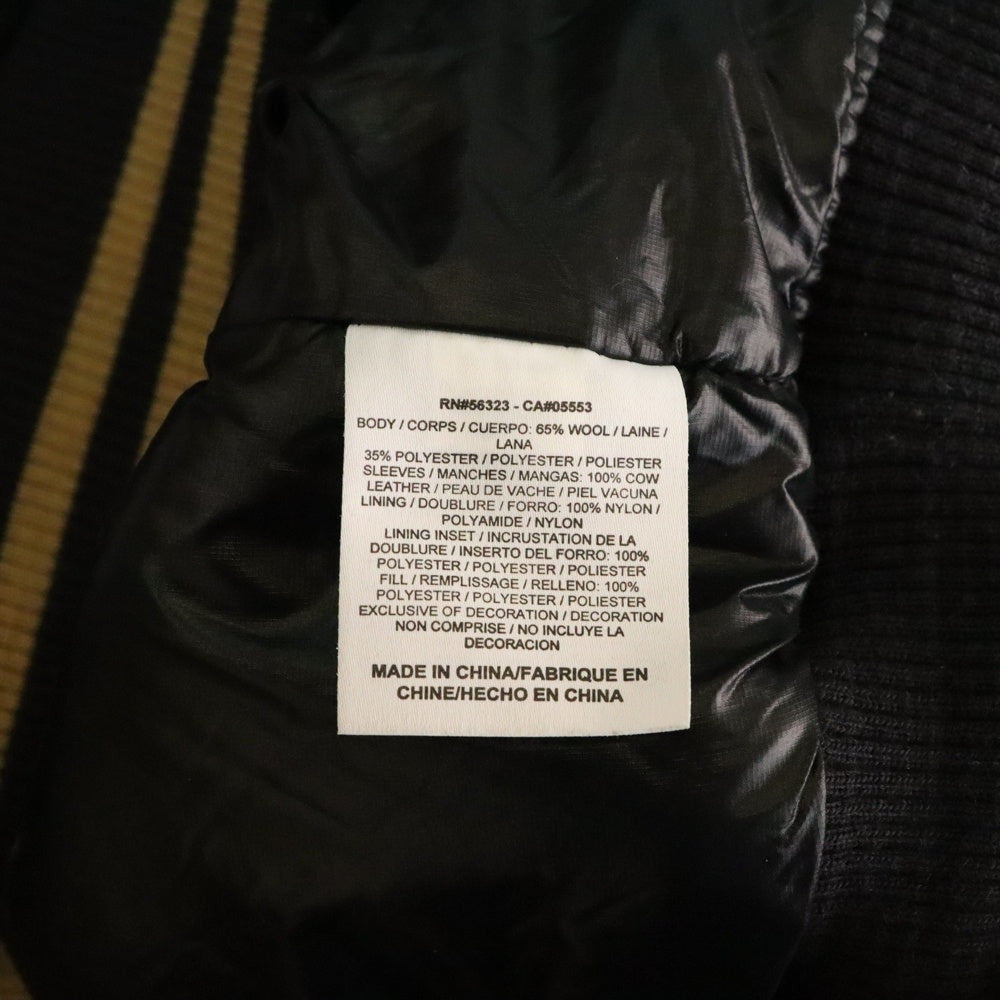 RN#56323 - CA#05553
BODY / CORPS / CUERPO: 65% WOOL / LAINE /
LANA
35% POLYESTER / POLYESTER / POLIESTER
SLEEVES / MANCHES / MANGAS: 100% COW
LEATHER / PEAU DE VACHE / PIEL VACUNA
LINING / DOUBLURE / FORRO: 100% NYLON /
POLYAMIDE / NYLON
LINING INSET / INCRUSTATION DE LA
DOUBLURE / INSERTO DEL FORRO: 100%
POLYESTER / POLYESTER / POLIESTER
FILL / REMPLISSAGE / RELLENO: 100%
POLYESTER / POLYESTER / POLIESTER
EXCLUSIVE OF DECORATION / DECORATION
NON COMPRISE / NO INCLUYE LA
DECORACION
MADE IN CHINA/FABRIQUE EN
CHINE/HECHO EN CHINA